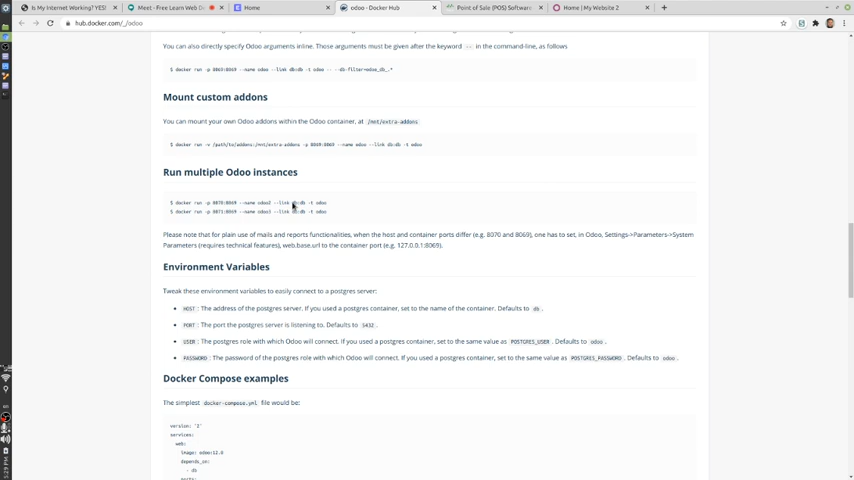 Is My Internet Working? YES!
Meet - Free Learn Web D
Home
odoo - Docker Hub
Point of Sale (POS) Software
Home | My Website 2
hub.docker.com/_/odoo
You can also directly specify Odoo arguments inline. Those arguments must be given after the keyword -- in the command-line, as follows
$ docker run -p 8069:8069 --name odoo --link db:db -t odoo -- --db-filter=odoo_db_.*
Mount custom addons
You can mount your own Odoo addons within the Odoo container, at /mnt/extra-addons
$ docker run -v /path/to/addons:/mnt/extra-addons -p 8069:8069 --name odoo --link db:db -t odoo
Run multiple Odoo instances
$ docker run -p 8070:8069 --name odoo2 --link db:db -t odoo
$ docker run -p 8071:8069 --name odoo3 --link db:db -t odoo
Please note that for plain use of mails and reports functionalities, when the host and container ports differ (e.g. 8070 and 8069), one has to set, in Odoo, Settings->Parameters->System
Parameters (requires technical features), web.base.url to the container port (e.g. 127.0.0.1:8069).
Environment Variables
Tweak these environment variables to easily connect to a postgres server:
• HOST : The address of the postgres server. If you used a postgres container, set to the name of the container. Defaults to db .
• PORT : The port the postgres server is listening to. Defaults to 5432 .
• USER : The postgres role with which Odoo will connect. If you used a postgres container, set to the same value as POSTGRES_USER . Defaults to odoo .
• PASSWORD : The password of the postgres role with which Odoo will connect. If you used a postgres container, set to the same value as POSTGRES_PASSWORD . Defaults to odoo .
Docker Compose examples
The simplest docker-compose.yml file would be:
version: '2'
services:
web:
image: odoo:12.0
depends_on:
- db
ports:
en
5:29 PM